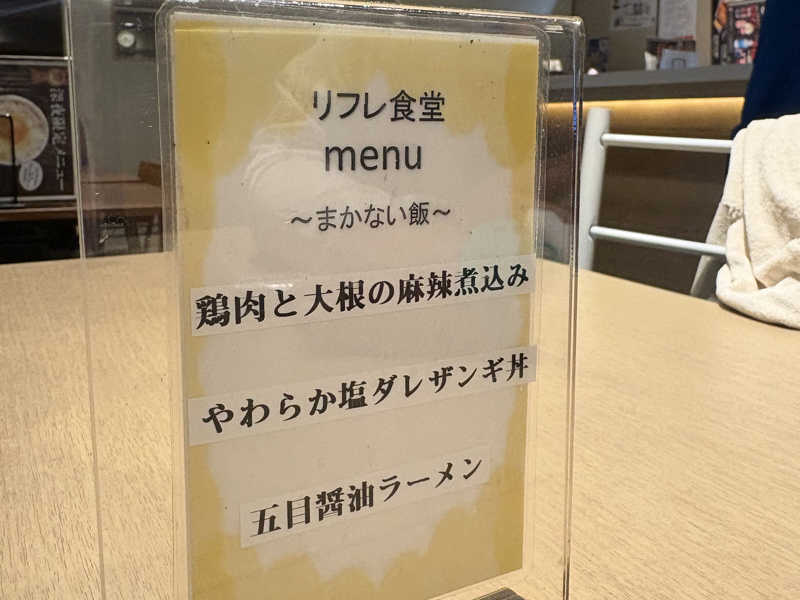 リフレ食堂
menu
～まかない飯～
鶏肉と大根の麻辣煮込み
やわらか塩ダレザンギ丼
五目醤油ラーメン